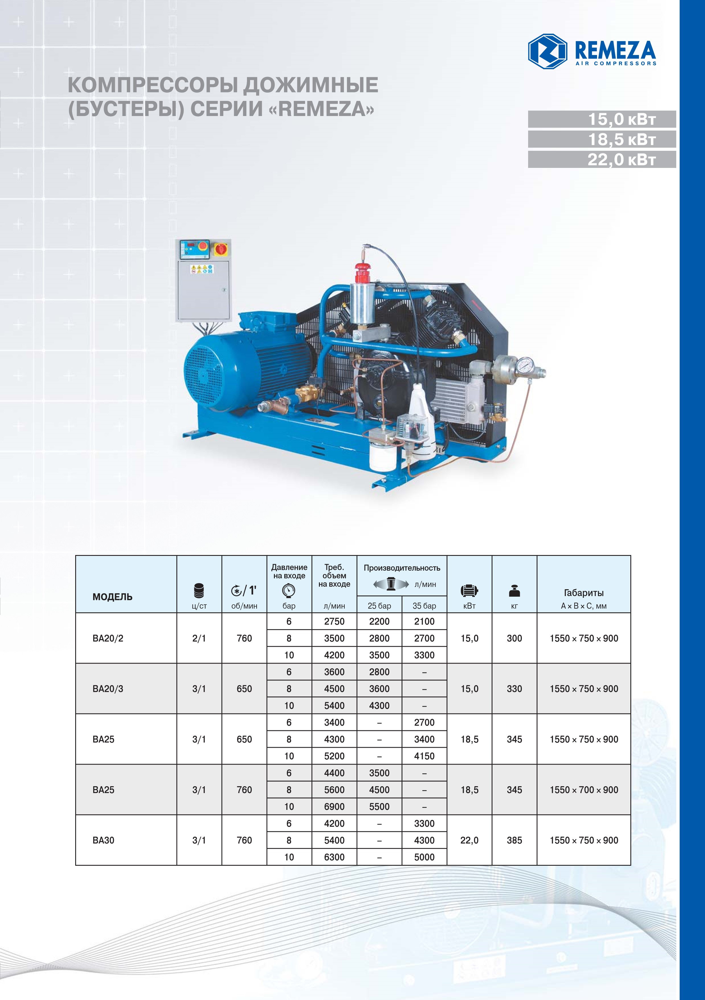 REMEZA
AIR COMPRESSORS
КОМПРЕССОРЫ ДОЖИМНЫЕ
(БУСТЕРЫ) СЕРИИ «REMEZA»
15,0 кВт
18,5 кВт
22,0 кВт
МОДЕЛЬ
ц/ст
/ 1'
об/мин
Давление
на входе
бар
Треб.
объем
на входе
л/мин
Производительность
л/мин
25 бар 35 бар
кВт
кг
Габариты
А × В × С, мм
ВА20/2 2/1 760 15,0 300 1550 × 750 × 900
6 2750 2200 2100
8 3500 2800 2700
10 4200 3500 3300
ВА20/3 3/1 650 15,0 330 1550 × 750 × 900
6 3600 2800 –
8 4500 3600 –
10 5400 4300 –
ВА25 3/1 650 18,5 345 1550 × 750 × 900
6 3400 – 2700
8 4300 – 3400
10 5200 – 4150
ВА25 3/1 760 18,5 345 1550 × 700 × 900
6 4400 3500 –
8 5600 4500 –
10 6900 5500 –
ВА30 3/1 760 22,0 385 1550 × 750 × 900
6 4200 – 3300
8 5400 – 4300
10 6300 – 5000